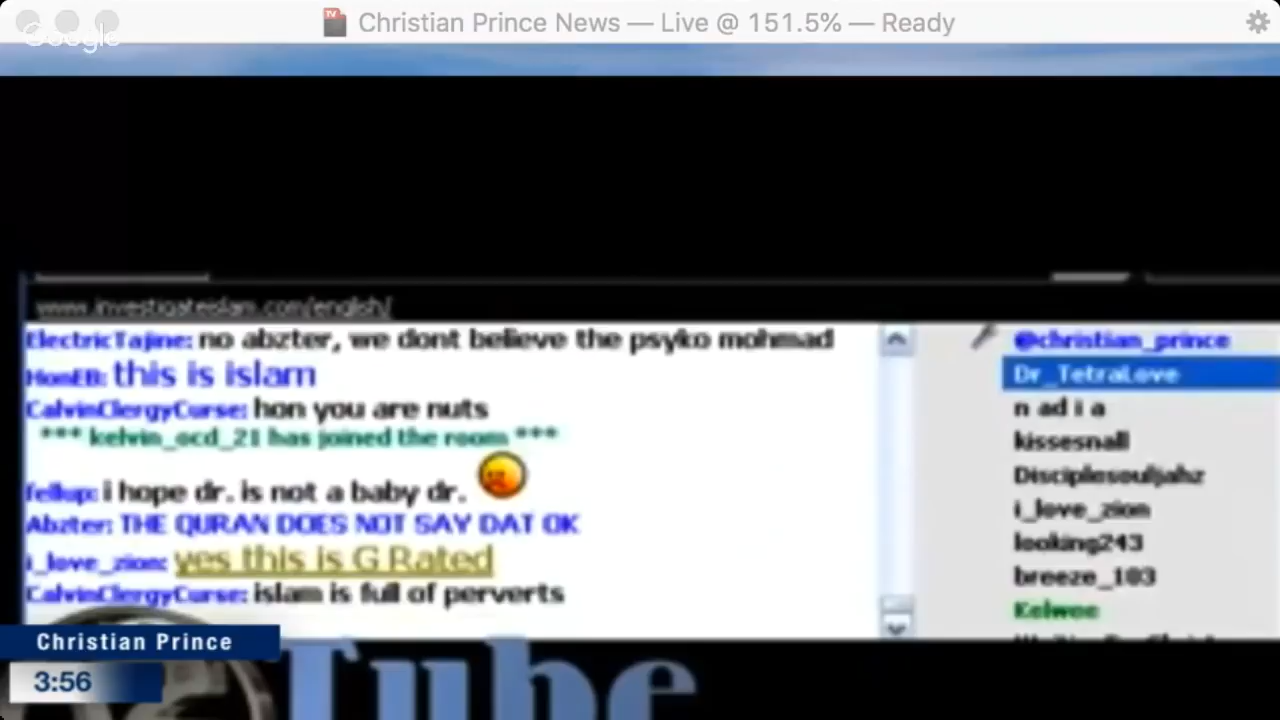 Christian Prince News — Live @ 151.5% — Ready
Google
www.investigateislam.com/english/
ElectricTajine: no abzter, we dont believe the psyko mohmad
HonEB: this is islam
CalvinClergyCurse: hon you are nuts
*** kelvin_ocd_21 has joined the room ***
fellup: i hope dr. is not a baby dr.
Abzter: THE QURAN DOES NOT SAY DAT OK
i_love_zion: yes this is G Rated
CalvinClergyCurse: islam is full of perverts
@christian_prince
Dr_TetraLove
n ad i a
kissesnall
Disciplesouljahz
i_love_zion
looking243
breeze_103
Kelwee
Christian Prince
3:56
Tube